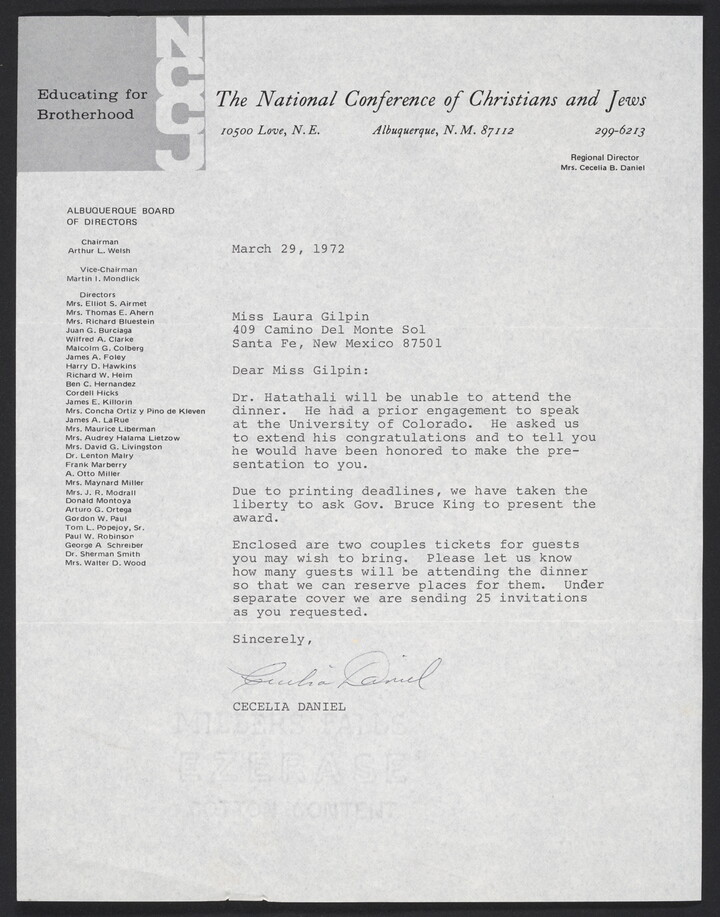 Educating for
Brotherhood
NCCJ
The National Conference of Christians and Jews
10500 Love, N.E. Albuquerque, N.M. 87112 299-6213
Regional Director
Mrs. Cecelia B. Daniel
ALBUQUERQUE BOARD
OF DIRECTORS
Chairman
Arthur L. Welsh
Vice-Chairman
Martin I. Mondlick
Directors
Mrs. Elliot S. Airmet
Mrs. Thomas E. Ahern
Mrs. Richard Bluestein
Juan G. Burciaga
Wilfred A. Clarke
Malcolm G. Colberg
James A. Foley
Harry D. Hawkins
Richard W. Heim
Ben C. Hernandez
Cordell Hicks
James E. Killorin
Mrs. Concha Ortiz y Pino de Kleven
James A. LaRue
Mrs. Maurice Liberman
Mrs. Audrey Halama Lietzow
Mrs. David G. Livingston
Dr. Lenton Malry
Frank Marberry
A. Otto Miller
Mrs. Maynard Miller
Mrs. J. R. Modrall
Donald Montoya
Arturo G. Ortega
Gordon W. Paul
Tom L. Popejoy, Sr.
Paul W. Robinson
George A Schreiber
Dr. Sherman Smith
Mrs. Walter D. Wood
March 29, 1972
Miss Laura Gilpin
409 Camino Del Monte Sol
Santa Fe, New Mexico 87501
Dear Miss Gilpin:
Dr. Hatathali will be unable to attend the
dinner. He had a prior engagement to speak
at the University of Colorado. He asked us
to extend his congratulations and to tell you
he would have been honored to make the pre-
sentation to you.
Due to printing deadlines, we have taken the
liberty to ask Gov. Bruce King to present the
award.
Enclosed are two couples tickets for guests
you may wish to bring. Please let us know
how many guests will be attending the dinner
so that we can reserve places for them. Under
separate cover we are sending 25 invitations
as you requested.
Sincerely,
Cecelia Daniel
CECELIA DANIEL
MILLERS FALLS
EZERASE
COTTON CONTENT